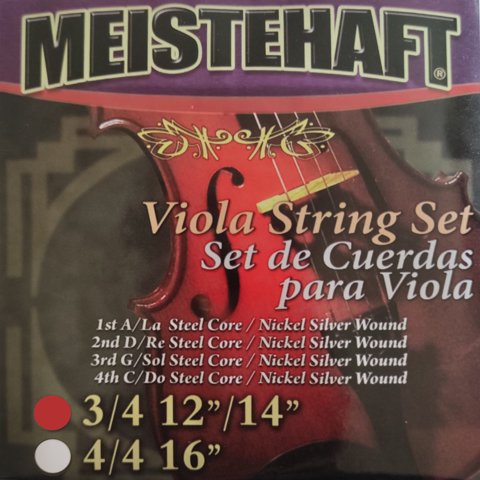 MEISTEHAFT®
Viola String Set
Set de Cuerdas
para Viola
1st A/La Steel Core / Nickel Silver Wound
2nd D/Re Steel Core / Nickel Silver Wound
3rd G/Sol Steel Core / Nickel Silver Wound
4th C/Do Steel Core / Nickel Silver Wound
3/4 12”/14”
4/4 16”